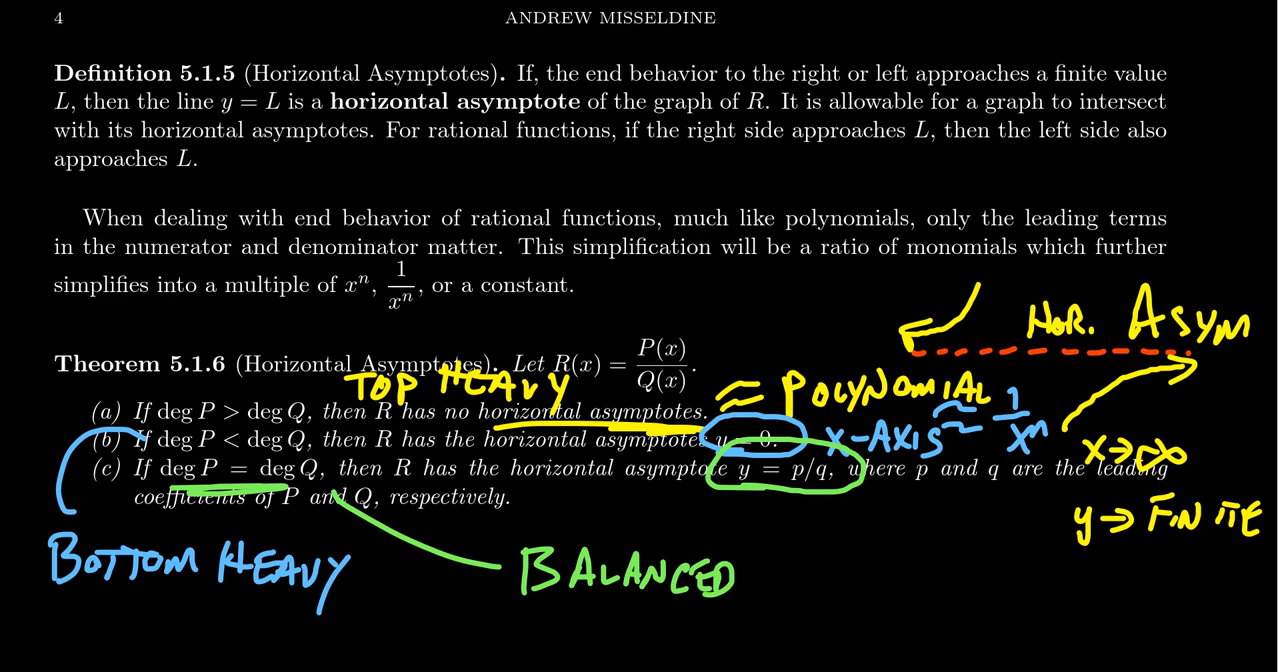 4 ANDREW MISSELDINE
Definition 5.1.5 (Horizontal Asymptotes). If, the end behavior to the right or left approaches a finite value
L, then the line y = L is a horizontal asymptote of the graph of R. It is allowable for a graph to intersect
with its horizontal asymptotes. For rational functions, if the right side approaches L, then the left side also
approaches L.
When dealing with end behavior of rational functions, much like polynomials, only the leading terms
in the numerator and denominator matter. This simplification will be a ratio of monomials which further
simplifies into a multiple of xⁿ, 1/xⁿ, or a constant.
HOR. ASYM
Theorem 5.1.6 (Horizontal Asymptotes). Let R(x) = P(x)/Q(x).
TOP HEAVY ≈ POLYNOMIAL
(a) If deg P > deg Q, then R has no horizontal asymptotes.
(b) If deg P < deg Q, then R has the horizontal asymptotes y = 0.
X-AXIS ≈ 1/xⁿ
x → ∞
(c) If deg P = deg Q, then R has the horizontal asymptote y = p/q, where p and q are the leading
coefficients of P and Q, respectively.
y → FINITE
BOTTOM HEAVY
BALANCED